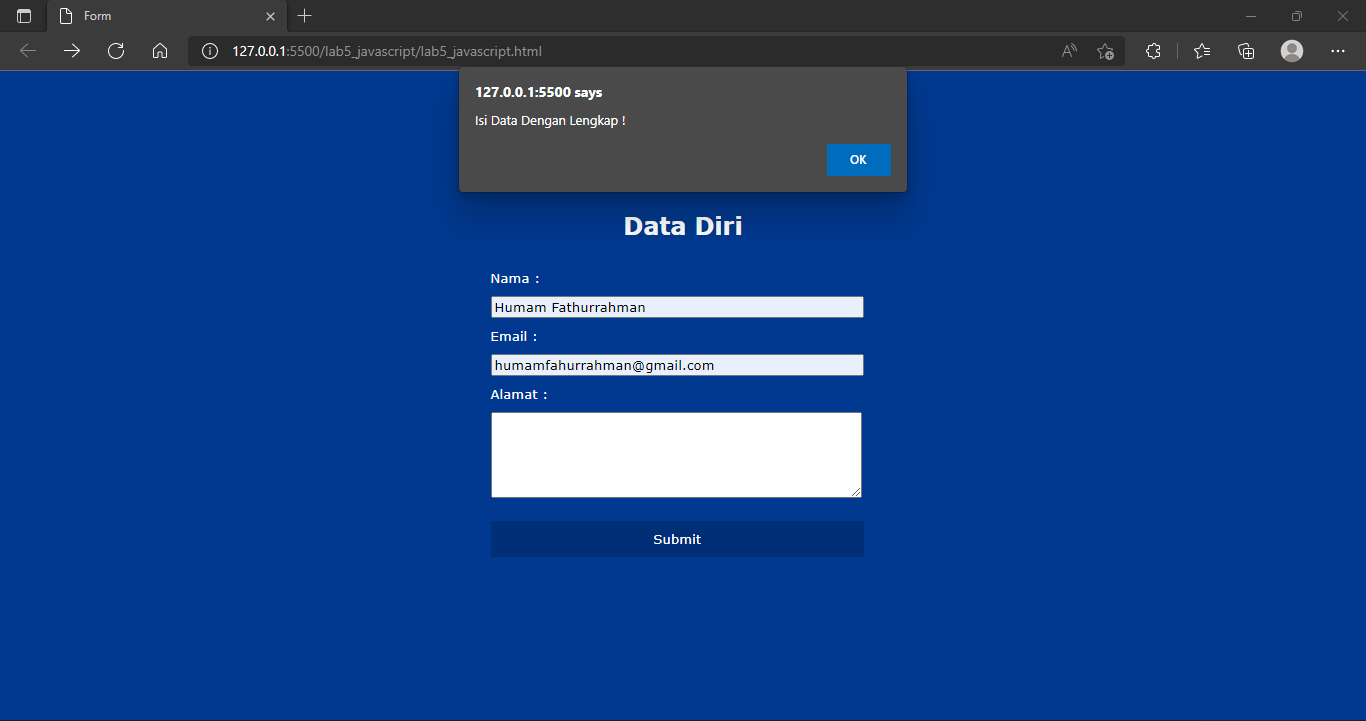 Form
127.0.0.1:5500/lab5_javascript/lab5_javascript.html
127.0.0.1:5500 says
Isi Data Dengan Lengkap !
OK
Data Diri
Nama :
Humam Fathurrahman
Email :
humamfahurrahman@gmail.com
Alamat :
Submit